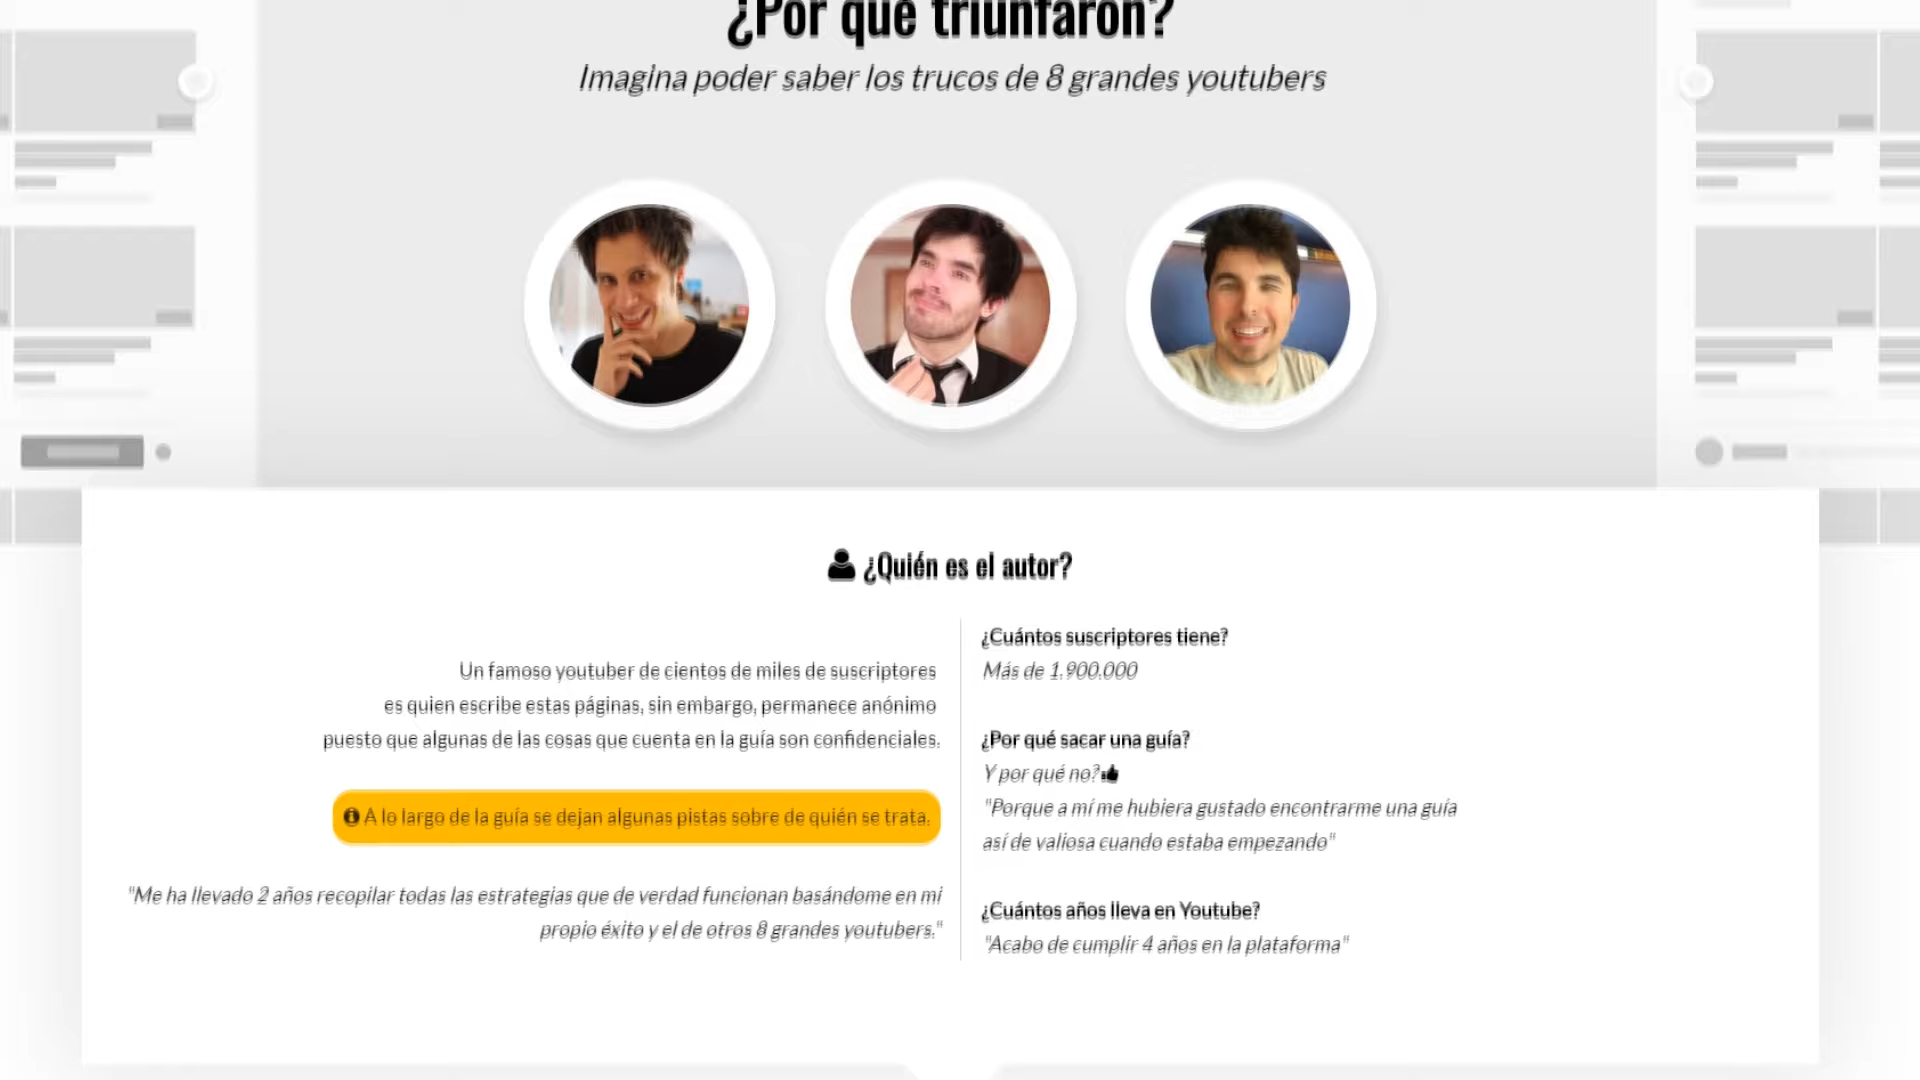 ¿Por qué triunfaron?
Imagina poder saber los trucos de 8 grandes youtubers
¿Quién es el autor?
Un famoso youtuber de cientos de miles de suscriptores
es quien escribe estas páginas, sin embargo, permanece anónimo
puesto que algunas de las cosas que cuenta en la guía son confidenciales.
A lo largo de la guía se dejan algunas pistas sobre de quién se trata.
"Me ha llevado 2 años recopilar todas las estrategias que de verdad funcionan basándome en mi
propio éxito y el de otros 8 grandes youtubers."
¿Cuántos suscriptores tiene?
Más de 1.900.000
¿Por qué sacar una guía?
Y por qué no?
"Porque a mí me hubiera gustado encontrarme una guía
así de valiosa cuando estaba empezando"
¿Cuántos años lleva en Youtube?
"Acabo de cumplir 4 años en la plataforma"